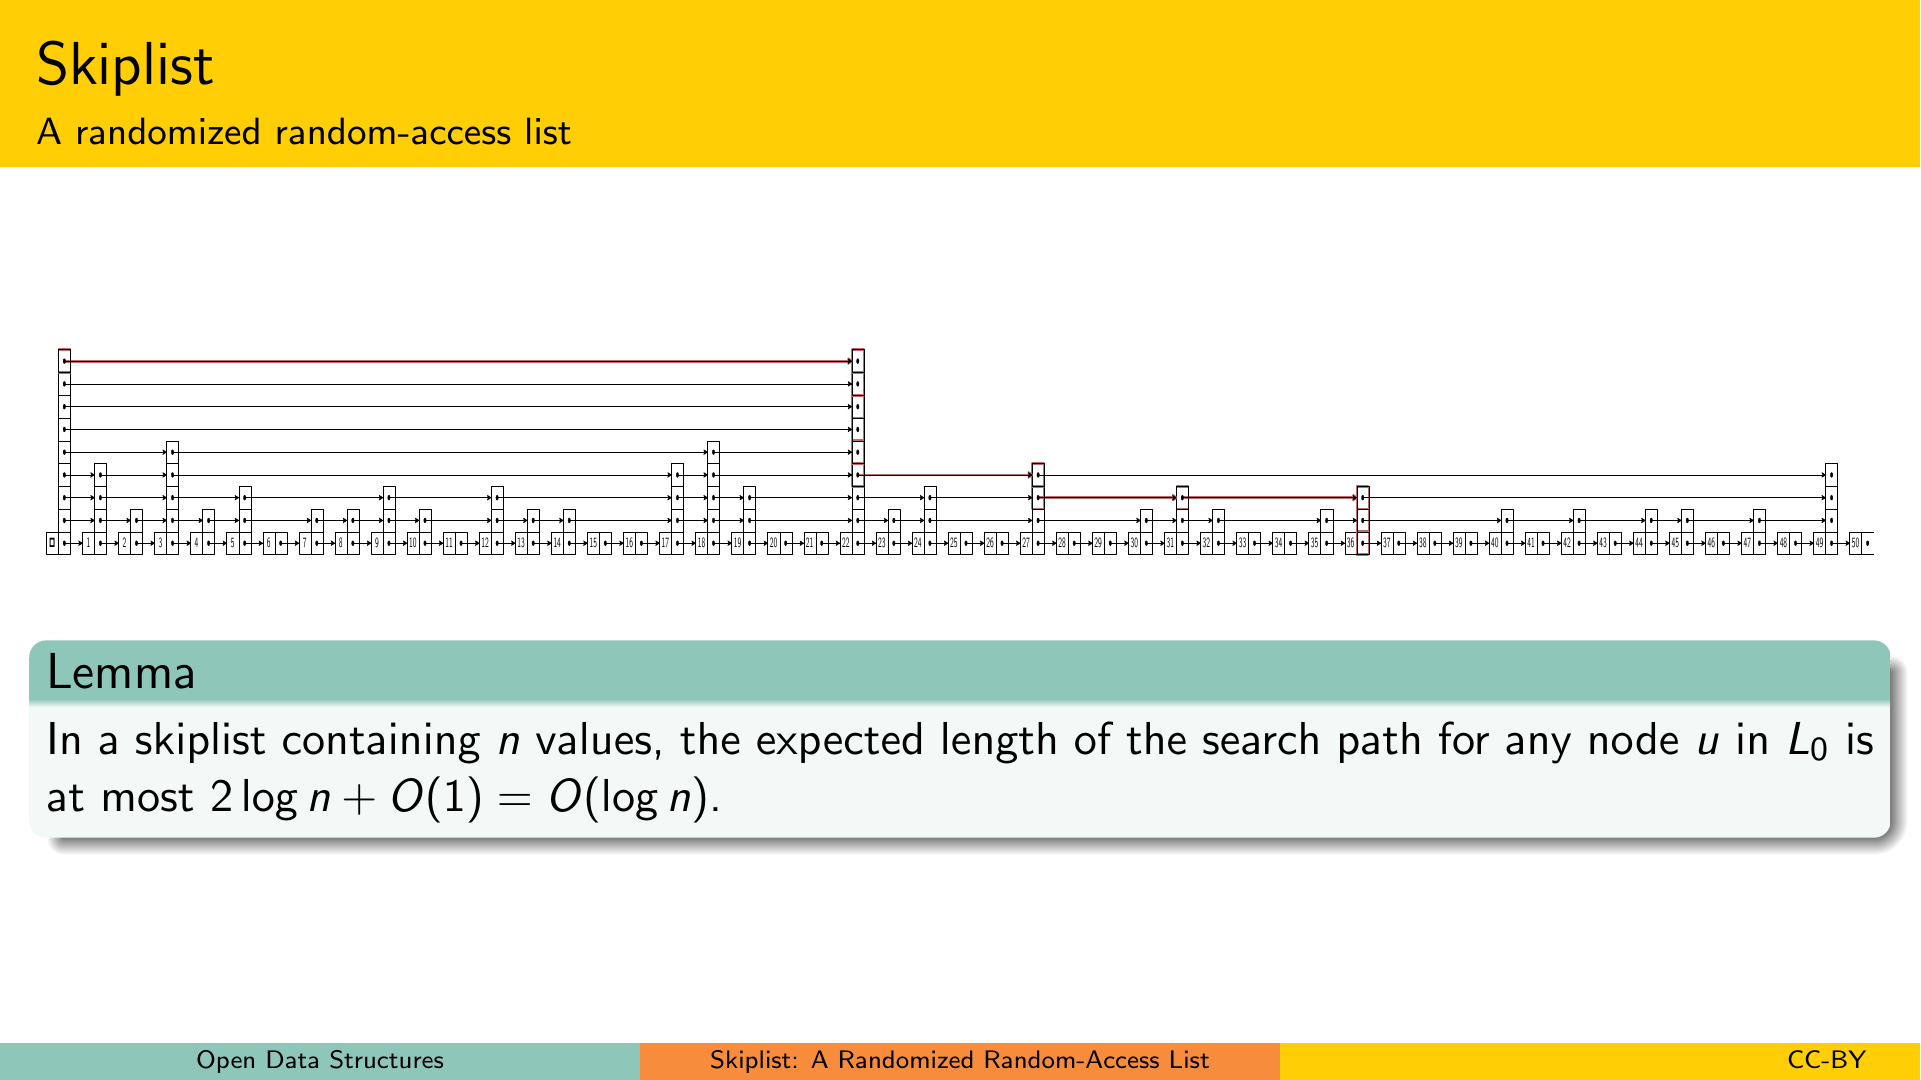 Skiplist
A randomized random-access list
1 2 3 4 5 6 7 8 9 10 11 12 13 14 15 16 17 18 19 20 21 22 23 24 25 26 27 28 29 30 31 32 33 34 35 36 37 38 39 40 41 42 43 44 45 46 47 48 49 50
Lemma
In a skiplist containing n values, the expected length of the search path for any node u in L₀ is
at most 2 log n + O(1) = O(log n).
Open Data Structures
Skiplist: A Randomized Random-Access List
CC-BY